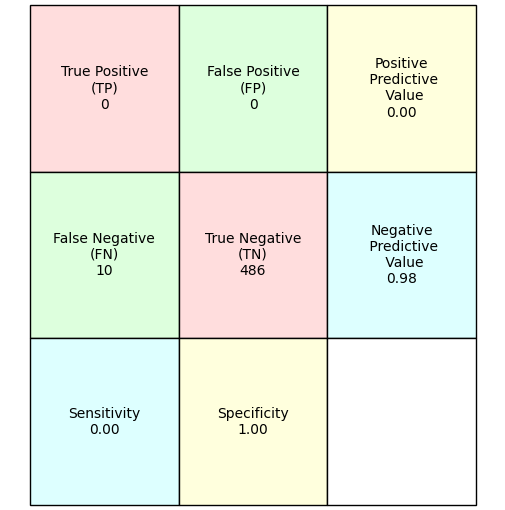 True Positive
(TP)
0
False Positive
(FP)
0
Positive
Predictive
Value
0.00
False Negative
(FN)
10
True Negative
(TN)
486
Negative
Predictive
Value
0.98
Sensitivity
0.00
Specificity
1.00